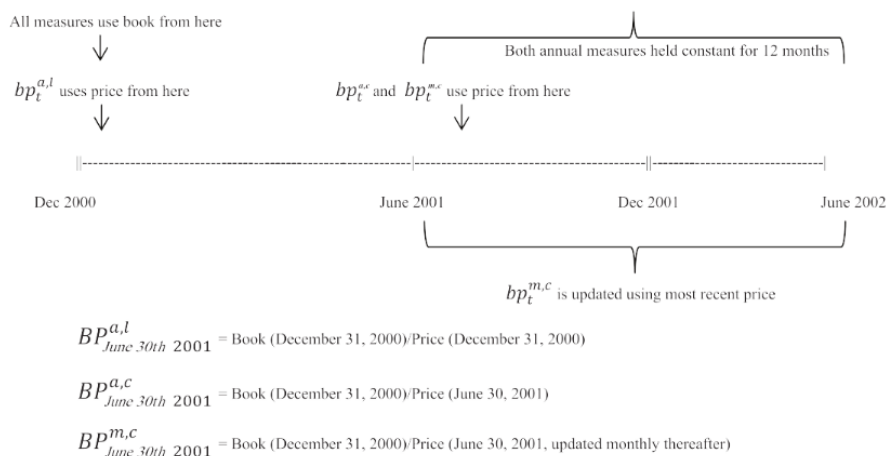 All measures use book from here
Both annual measures held constant for 12 months
bp_t^{a,l} uses price from here
bp_t^{a,c} and bp_t^{m,c} use price from here
Dec 2000 June 2001 Dec 2001 June 2002
bp_t^{m,c} is updated using most recent price
BP^{a,l}_{June 30th 2001} = Book (December 31, 2000)/Price (December 31, 2000)
BP^{a,c}_{June 30th 2001} = Book (December 31, 2000)/Price (June 30, 2001)
BP^{m,c}_{June 30th 2001} = Book (December 31, 2000)/Price (June 30, 2001, updated monthly thereafter)